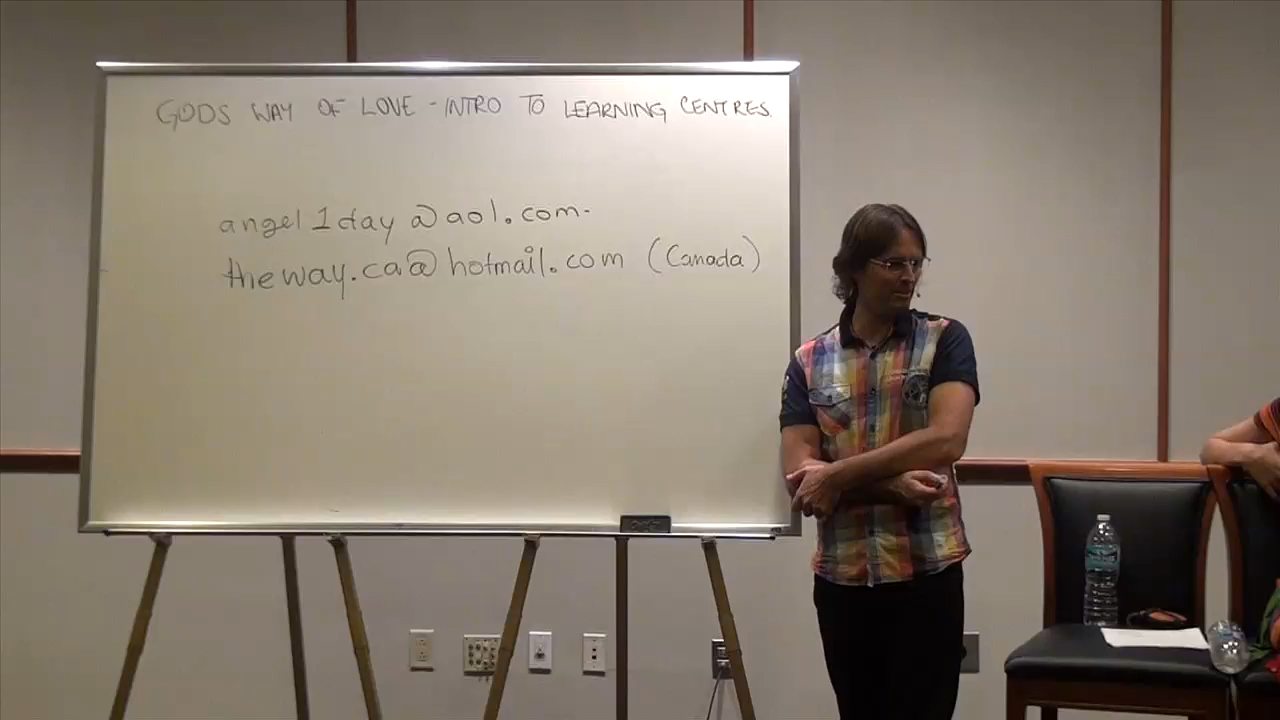 GODS WAY OF LOVE - INTRO TO LEARNING CENTRES.
angel1day@aol.com.
theway.ca@hotmail.com (Canada)